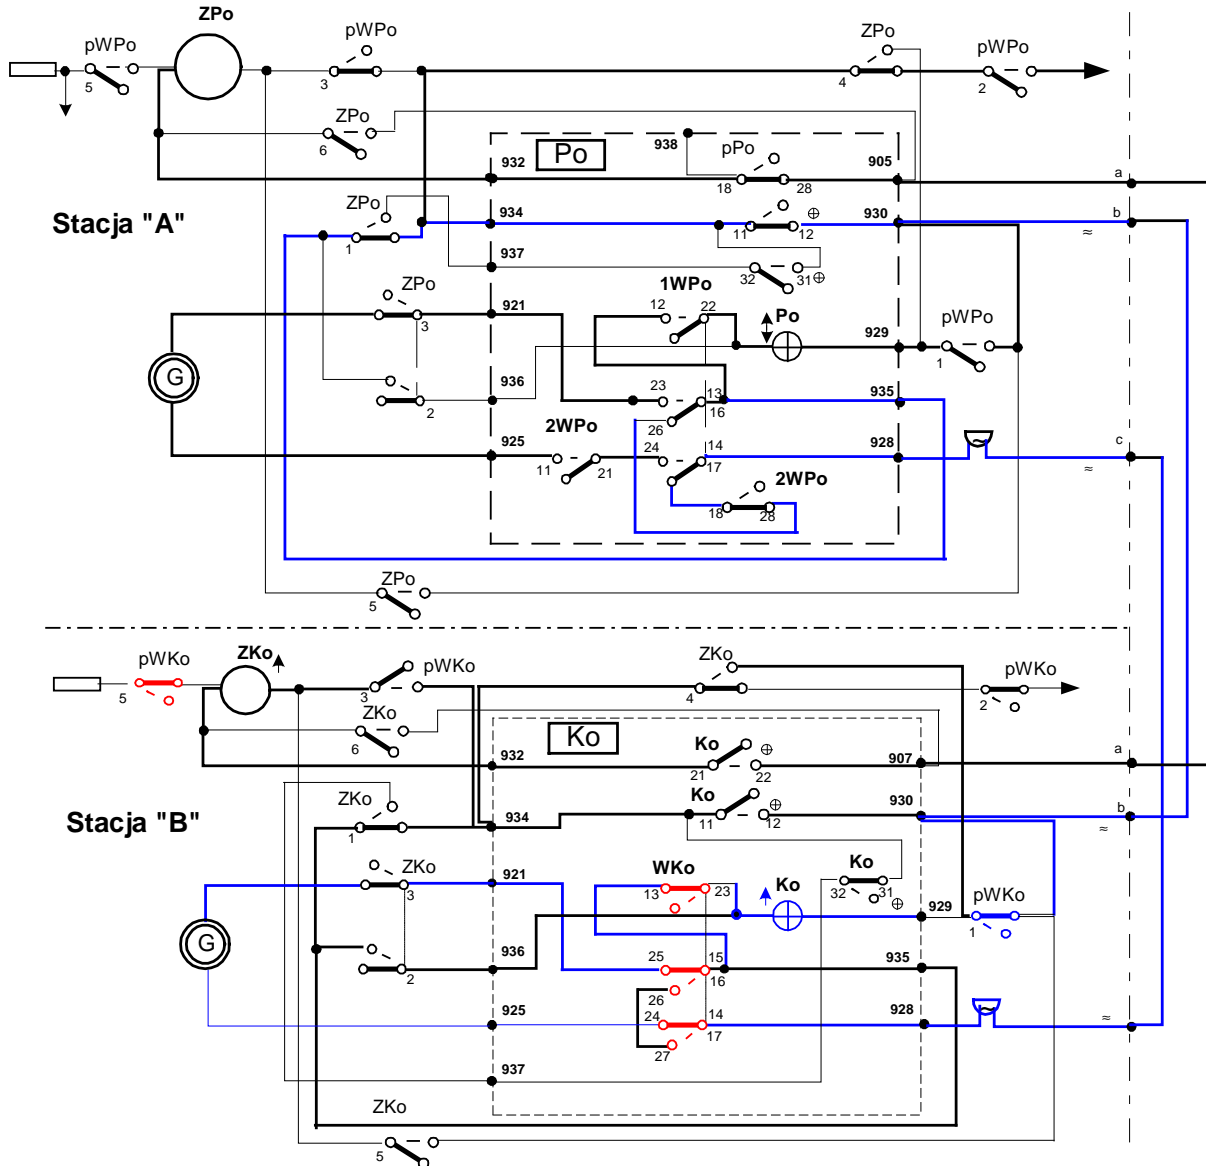 ZPo
pWPo
pWPo
ZPo
pWPo
5
3
4
2
ZPo
6
938
pPo
Po
932
905
18
28
a
Stacja "A"
ZPo
934
930
b
1
11
12
≈
937
32
31
ZPo
1WPo
921
12
22
Po
pWPo
3
929
1
G
936
23
13
935
2
16
2WPo
26
925
24
14
928
c
11
21
17
2WPo
≈
18
28
ZPo
5
pWKo
ZKo
pWKo
ZKo
pWKo
5
3
4
2
ZKo
6
Ko
Ko
932
907
a
21
22
ZKo
Ko
Stacja "B"
930
b
934
11
12
≈
1
ZKo
WKo
Ko
Ko
921
3
13
23
32
31
pWKo
929
1
G
936
25
15
935
2
16
26
925
24
14
928
≈
17
27
937
ZKo
5